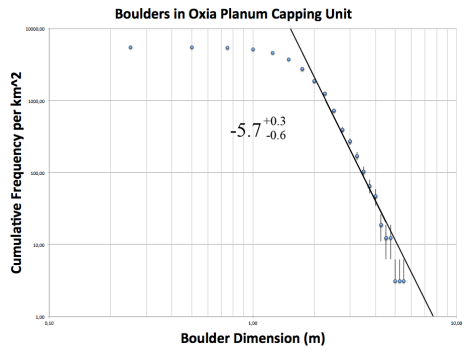 Boulders in Oxia Planum Capping Unit
10000,00
1000,00
100,00
10,00
1,00
Cumulative Frequency per km^2
-5.7 +0.3 -0.6
0,10 1,00 10,00
Boulder Dimension (m)